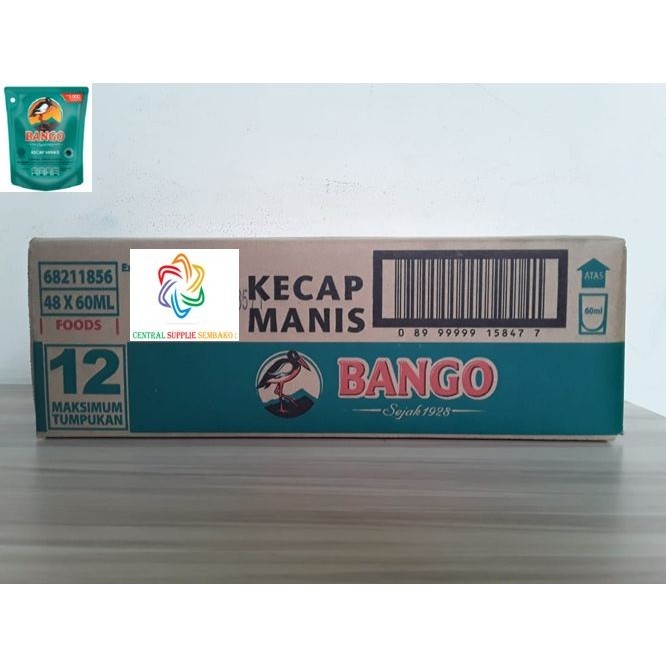 BANGO
KECAP MANIS
68211856
48 X 60ML
FOODS
12
MAKSIMUM
TUMPUKAN
CENTRAL SUPPLIE SEMBAKO :
KECAP
MANIS
0 89 99999 15847 7
ATAS
60ml
BANGO
Sejak 1928